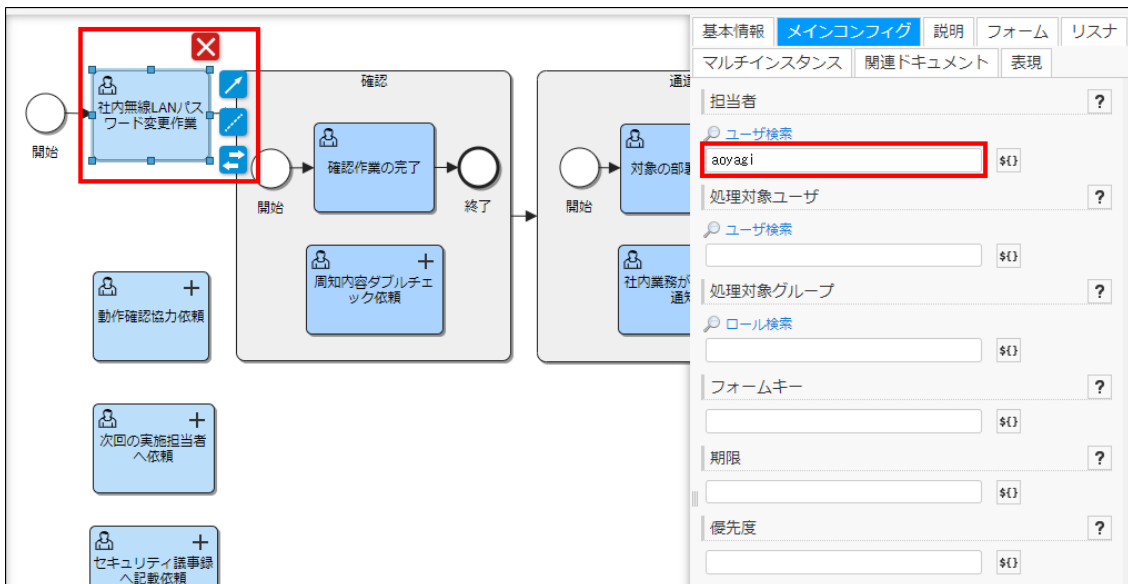 社内無線LANパス
ワード変更作業
開始
確認
開始
確認作業の完了
終了
周知内容ダブルチェ
ック依頼
開始
対象の部
社内業務が
動作確認協力依頼
次回の実施担当者
へ依頼
セキュリティ議事録
へ記載依頼
基本情報 メインコンフィグ 説明 フォーム リスナ
マルチインスタンス 関連ドキュメント 表現
担当者 ?
ユーザ検索
aoyagi ${}
処理対象ユーザ ?
ユーザ検索
${}
処理対象グループ ?
ロール検索
${}
フォームキー ?
${}
期限 ?
${}
優先度 ?
${}